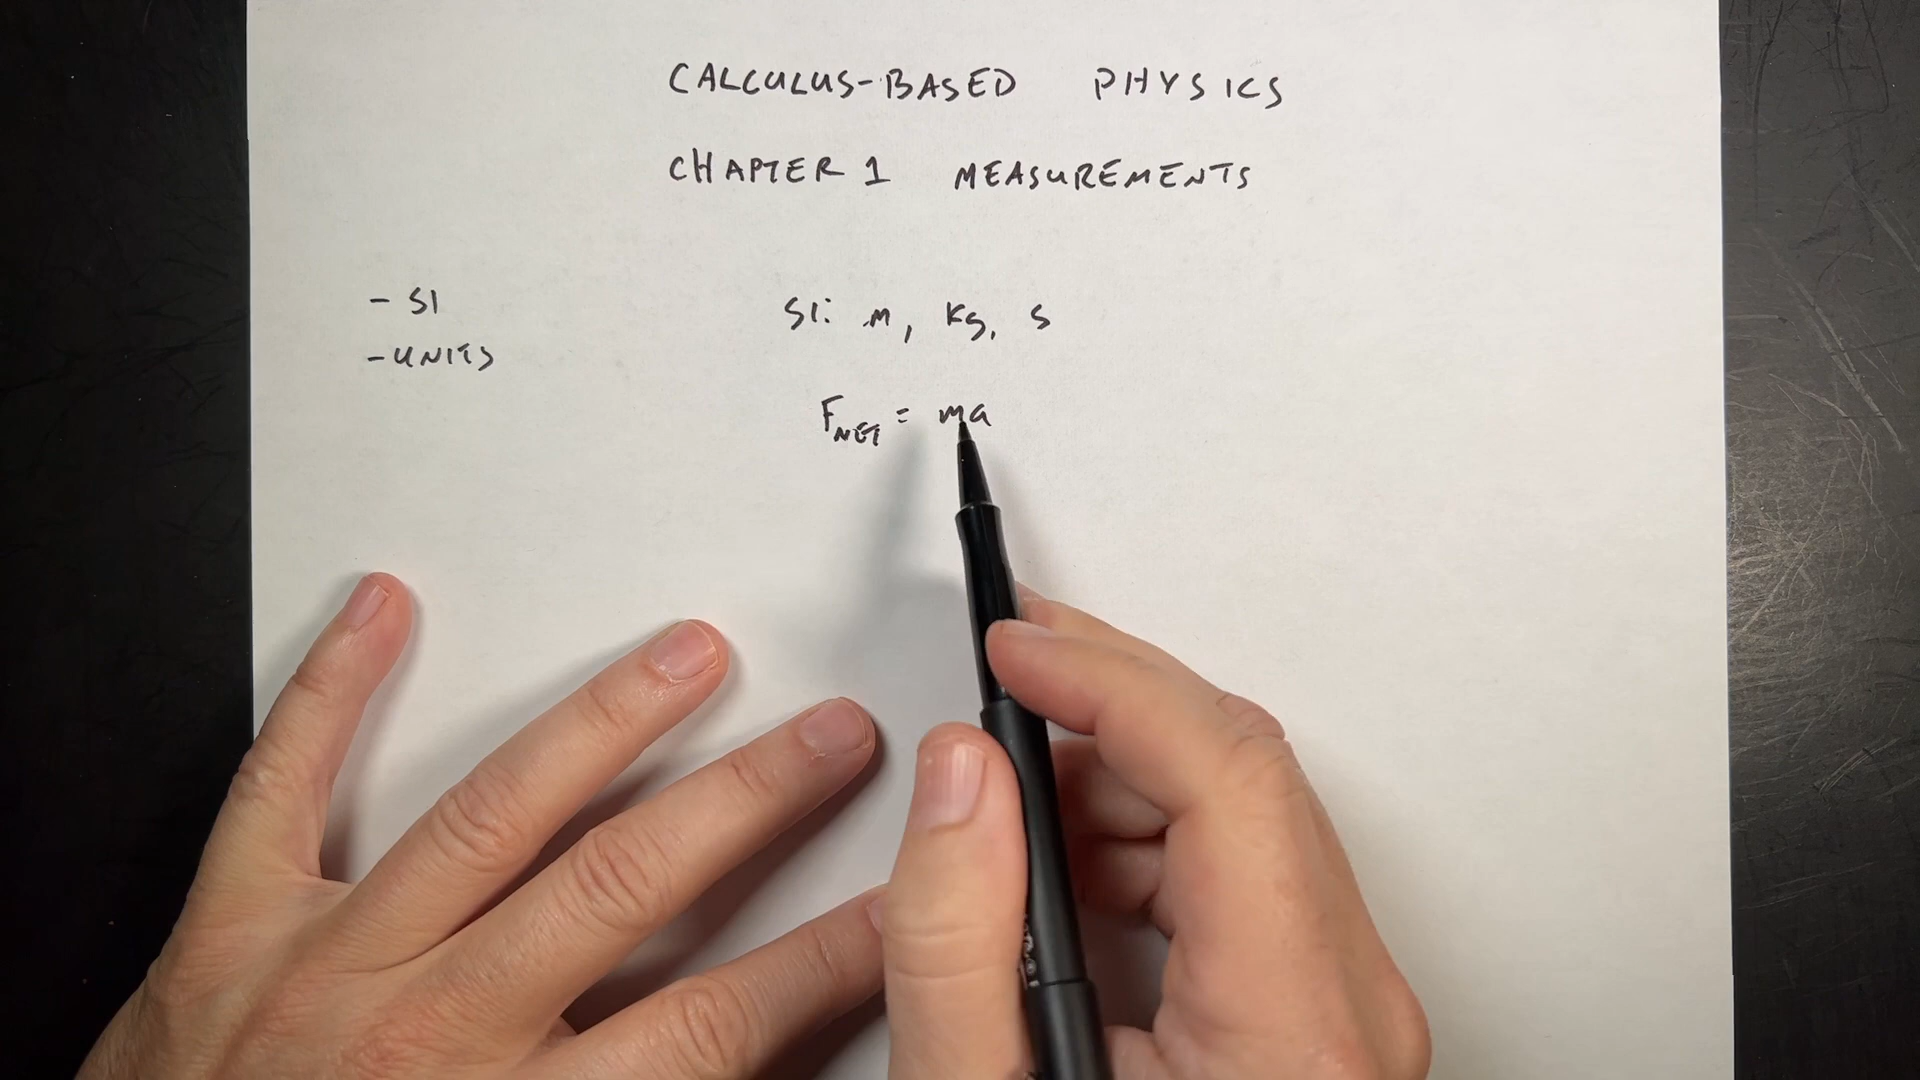 CALCULUS-BASED PHYSICS
CHAPTER 1 MEASUREMENTS
- SI
- UNITS
SI: m, kg, s
F_NET = ma